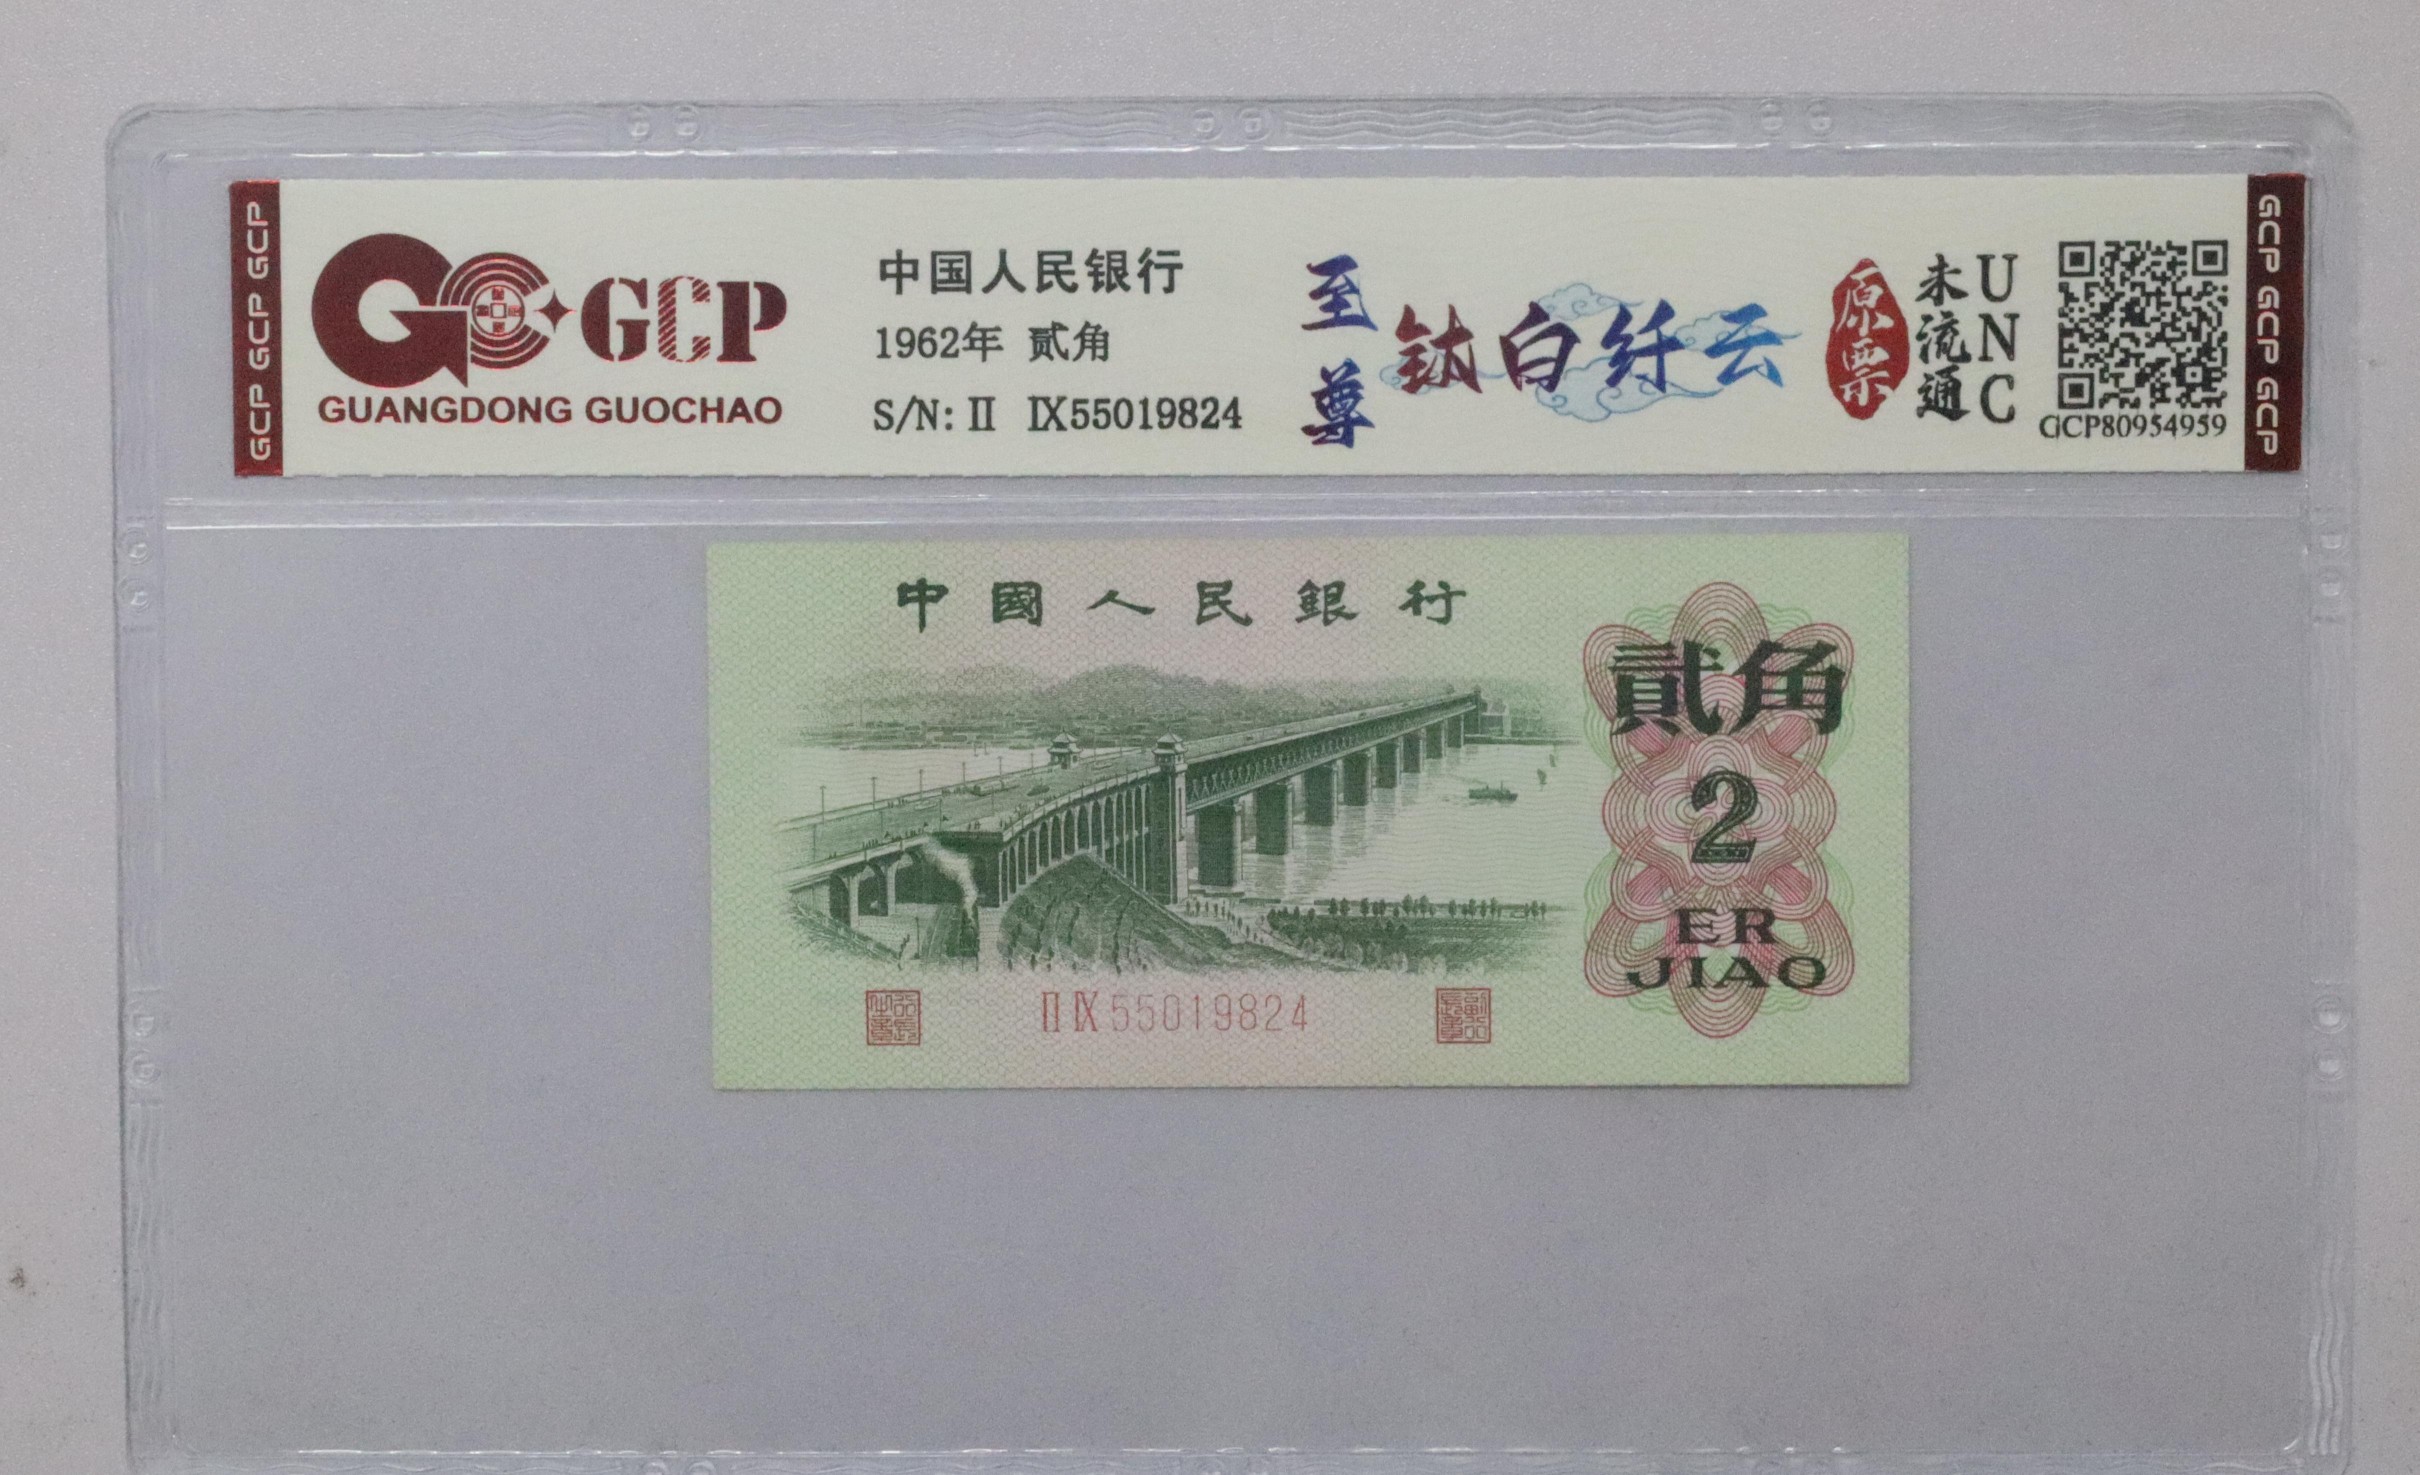 GCP GCP GCP
GCP
GUANGDONG GUOCHAO
中国人民银行
1962年 贰角
S/N: Ⅱ Ⅸ55019824
至尊
钛白纤云
原票
未流通
UNC
GCP80954959
GCP GCP GCP
中國人民銀行
貳角
2
ER
JIAO
ⅡⅨ55019824